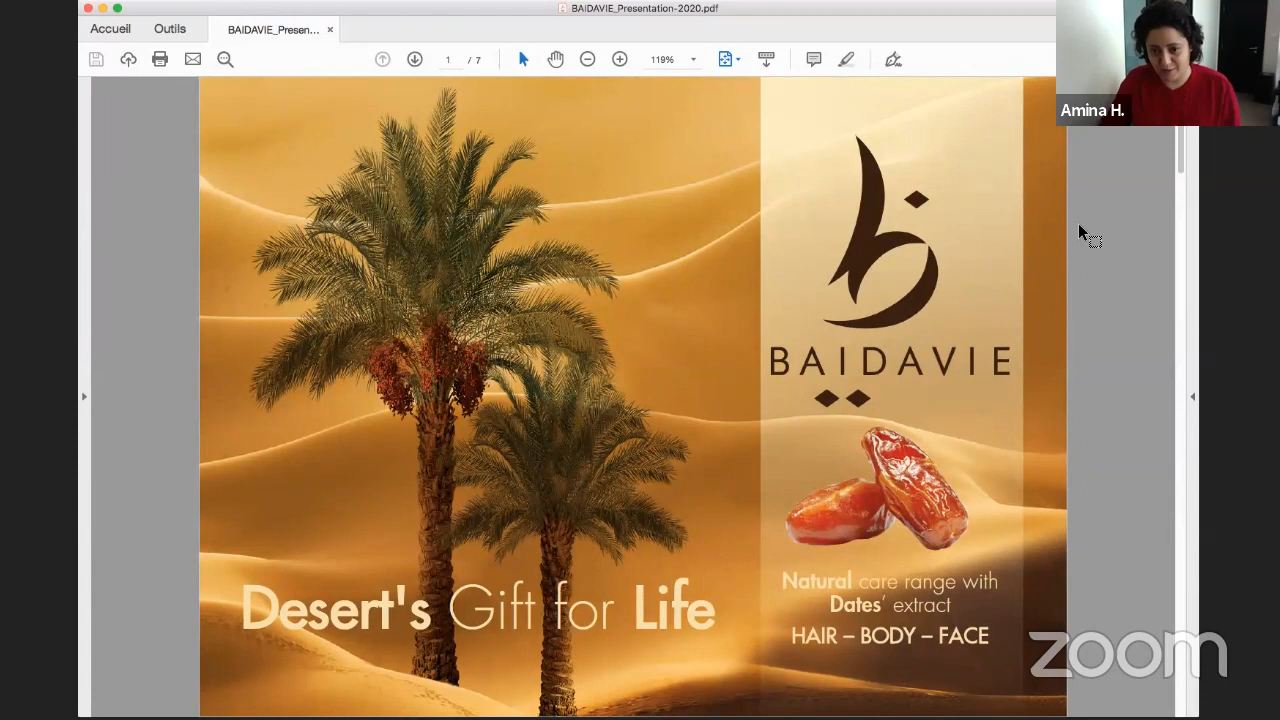 BAIDAVIE_Presentation-2020.pdf
Accueil
Outils
BAIDAVIE_Presen...
1 / 7
119%
Amina H.
BAIDAVIE
Desert's Gift for Life
Natural care range with
Dates' extract
HAIR – BODY – FACE
zoom